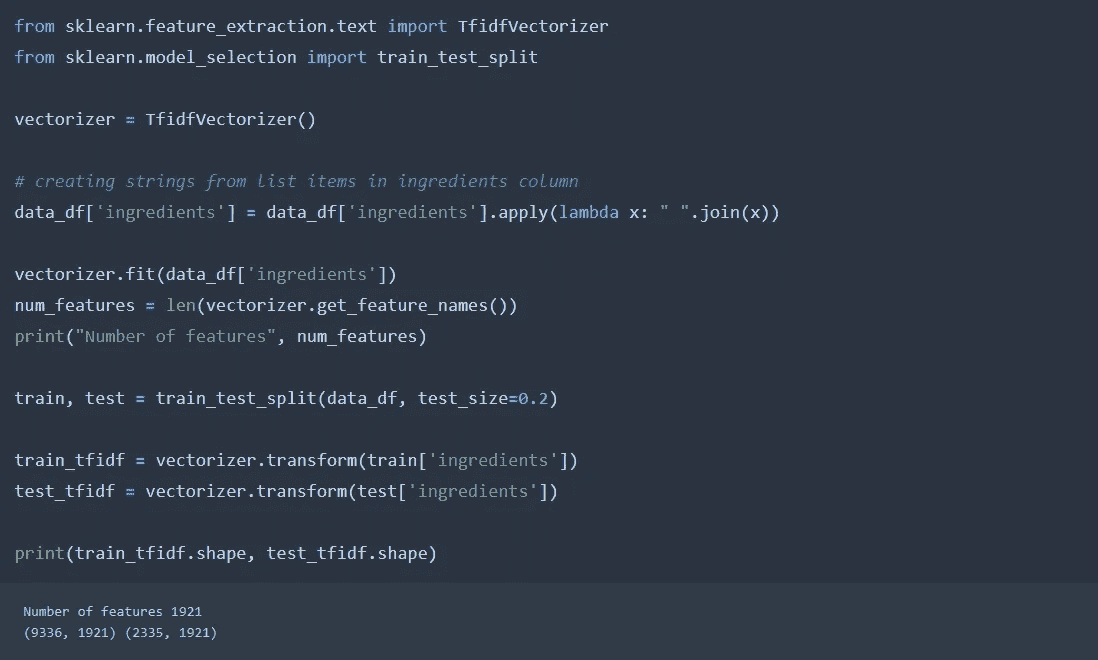 from sklearn.feature_extraction.text import TfidfVectorizer
from sklearn.model_selection import train_test_split
vectorizer = TfidfVectorizer()
# creating strings from list items in ingredients column
data_df['ingredients'] = data_df['ingredients'].apply(lambda x: " ".join(x))
vectorizer.fit(data_df['ingredients'])
num_features = len(vectorizer.get_feature_names())
print("Number of features", num_features)
train, test = train_test_split(data_df, test_size=0.2)
train_tfidf = vectorizer.transform(train['ingredients'])
test_tfidf = vectorizer.transform(test['ingredients'])
print(train_tfidf.shape, test_tfidf.shape)
Number of features 1921
(9336, 1921) (2335, 1921)